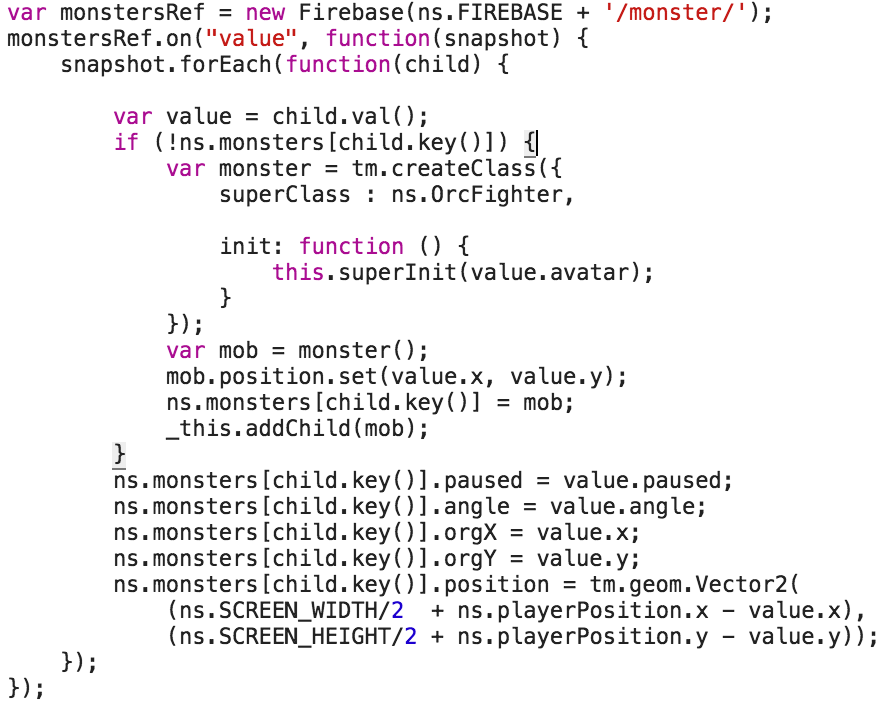 var monstersRef = new Firebase(ns.FIREBASE + '/monster/');
monstersRef.on("value", function(snapshot) {
    snapshot.forEach(function(child) {

        var value = child.val();
        if (!ns.monsters[child.key()]) {
            var monster = tm.createClass({
                superClass : ns.OrcFighter,

                init: function () {
                    this.superInit(value.avatar);
                }
            });
            var mob = monster();
            mob.position.set(value.x, value.y);
            ns.monsters[child.key()] = mob;
            _this.addChild(mob);
        }
        ns.monsters[child.key()].paused = value.paused;
        ns.monsters[child.key()].angle = value.angle;
        ns.monsters[child.key()].orgX = value.x;
        ns.monsters[child.key()].orgY = value.y;
        ns.monsters[child.key()].position = tm.geom.Vector2(
            (ns.SCREEN_WIDTH/2  + ns.playerPosition.x - value.x),
            (ns.SCREEN_HEIGHT/2 + ns.playerPosition.y - value.y));
    });
});